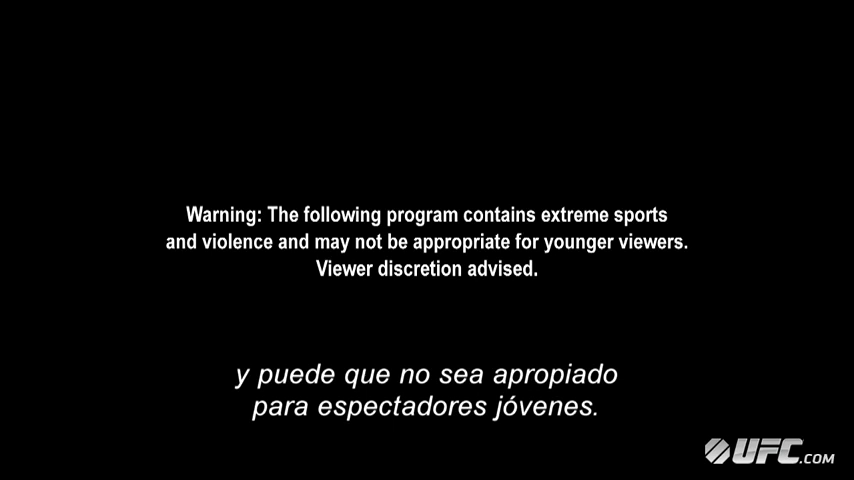 Warning: The following program contains extreme sports
and violence and may not be appropriate for younger viewers.
Viewer discretion advised.
y puede que no sea apropiado
para espectadores jóvenes.
UFC.COM